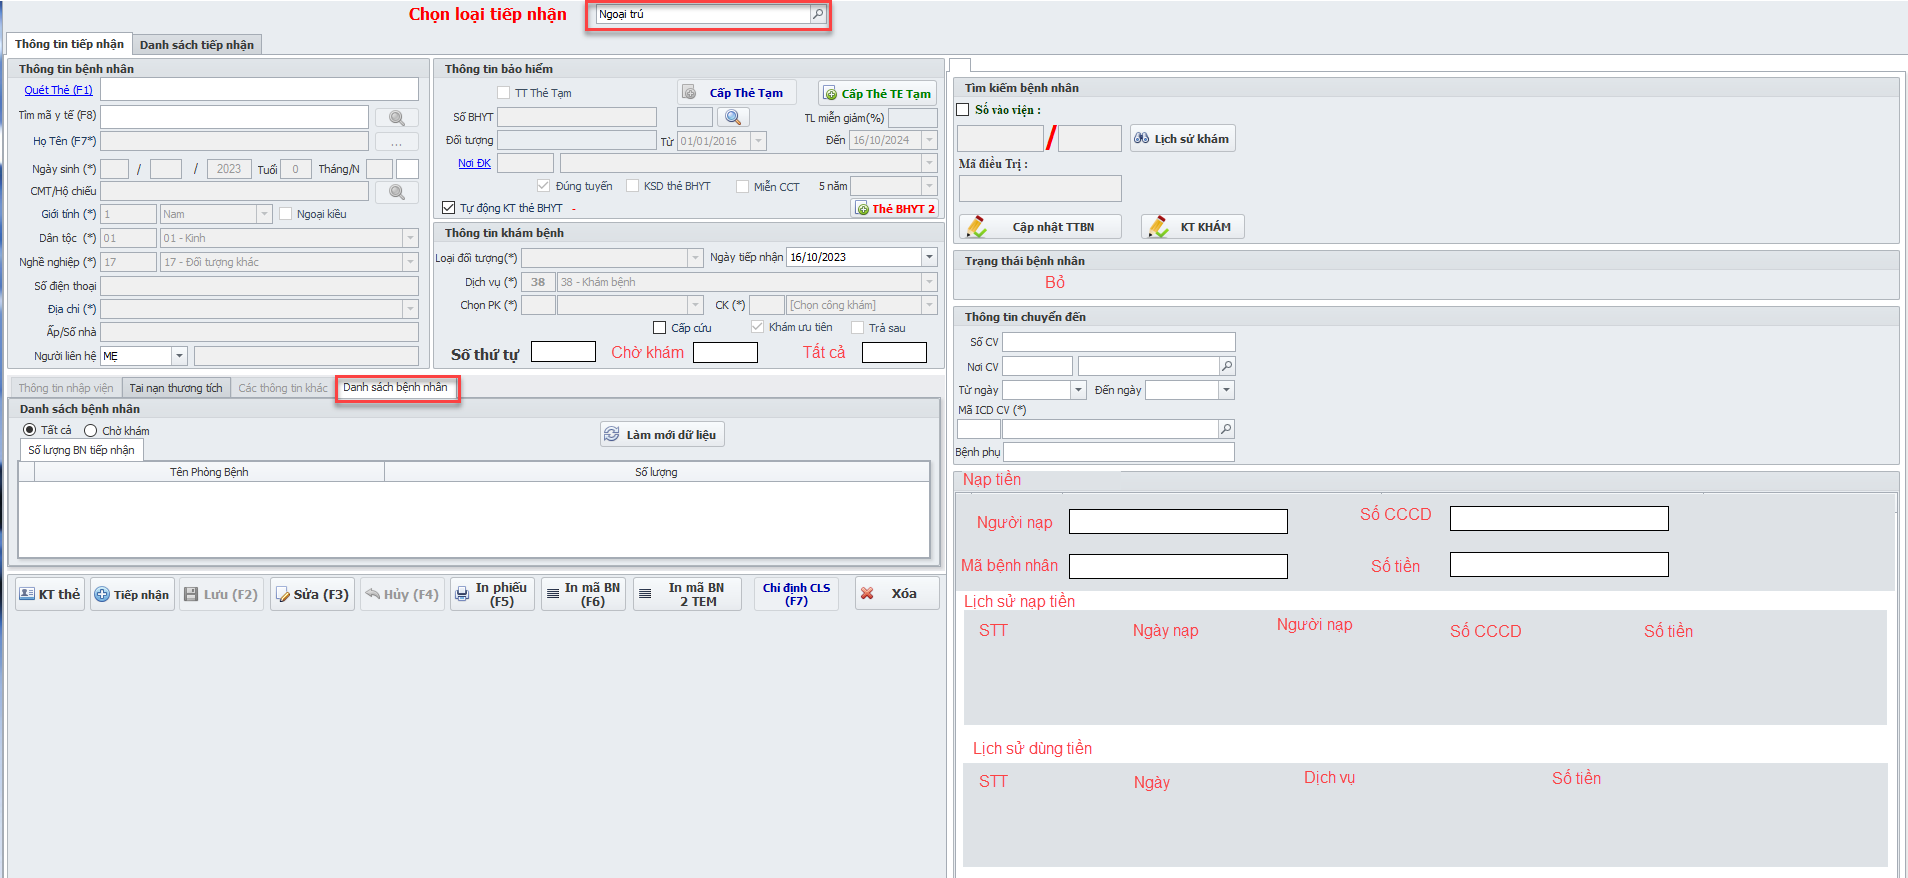 Chọn loại tiếp nhận
Ngoại trú
Thông tin tiếp nhận
Danh sách tiếp nhận
Thông tin bệnh nhân
Quét Thẻ (F1)
Tìm mã y tế (F8)
Họ Tên (F7*)
...
Ngày sinh (*)
/
/
2023
Tuổi
0
Tháng/N
CMT/Hộ chiếu
Giới tính (*)
1
Nam
Ngoại kiều
Dân tộc (*)
01
01 - Kinh
Nghề nghiệp (*)
17
17 - Đối tượng khác
Số điện thoại
Địa chỉ (*)
Ấp/Số nhà
Người liên hệ
MẸ
Thông tin bảo hiểm
TT Thẻ Tạm
Cấp Thẻ Tạm
Cấp Thẻ TE Tạm
Số BHYT
TL miễn giảm(%)
Đối tượng
Từ
01/01/2016
Đến
16/10/2024
Nơi ĐK
Đúng tuyến
KSD thẻ BHYT
Miễn CCT
5 năm
Tự động KT thẻ BHYT -
Thẻ BHYT 2
Thông tin khám bệnh
Loại đối tượng(*)
Ngày tiếp nhận
16/10/2023
Dịch vụ (*)
38
38 - Khám bệnh
Chọn PK (*)
CK (*)
[Chọn công khám]
Cấp cứu
Khám ưu tiên
Trả sau
Số thứ tự
Chờ khám
Tất cả
Thông tin nhập viện
Tai nạn thương tích
Các thông tin khác
Danh sách bệnh nhân
Danh sách bệnh nhân
Tất cả
Chờ khám
Làm mới dữ liệu
Số lượng BN tiếp nhận
Tên Phòng Bệnh
Số lượng
KT thẻ
Tiếp nhận
Lưu (F2)
Sửa (F3)
Hủy (F4)
In phiếu
(F5)
In mã BN
(F6)
In mã BN
2 TEM
Chỉ định CLS
(F7)
Xóa
Tìm kiếm bệnh nhân
Số vào viện :
/
Lịch sử khám
Mã điều Trị :
Cập nhật TTBN
KT KHÁM
Trạng thái bệnh nhân
Bỏ
Thông tin chuyển đến
Số CV
Nơi CV
Từ ngày
Đến ngày
Mã ICD CV (*)
Bệnh phụ
Nạp tiền
Người nạp
Số CCCD
Mã bệnh nhân
Số tiền
Lịch sử nạp tiền
STT
Ngày nạp
Người nạp
Số CCCD
Số tiền
Lịch sử dùng tiền
STT
Ngày
Dịch vụ
Số tiền